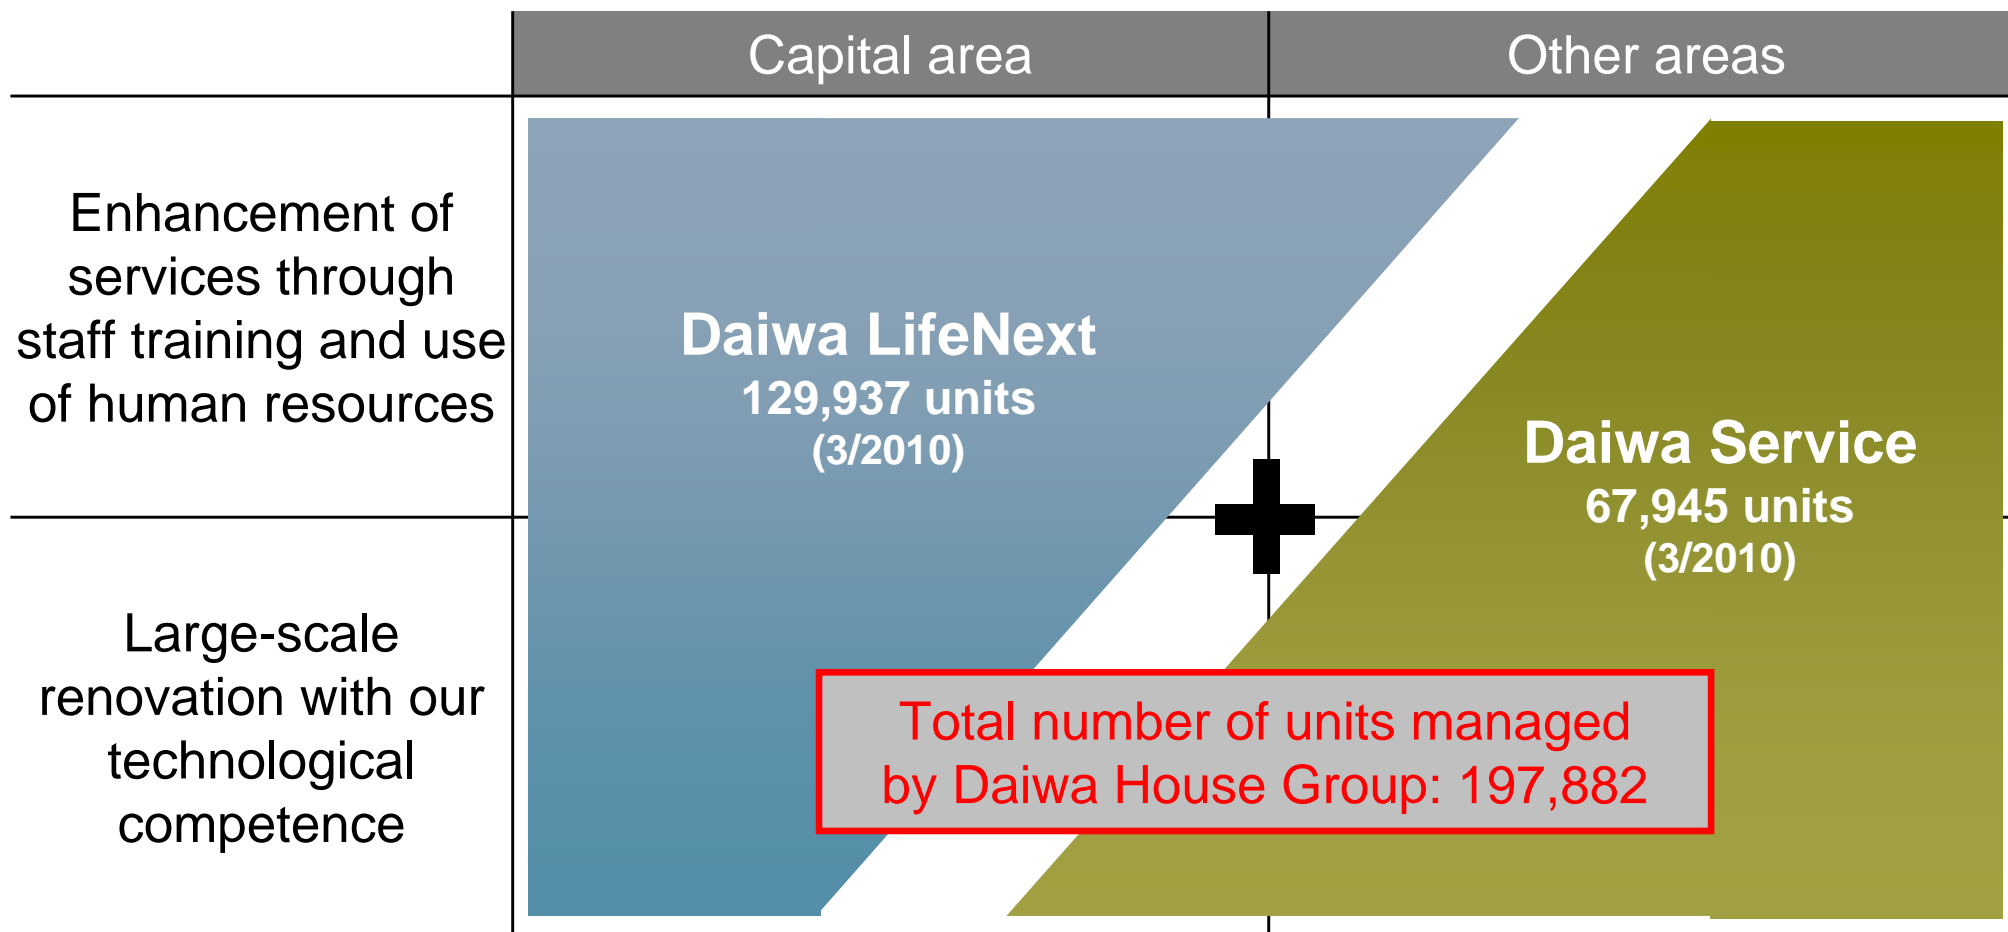 Capital area
Other areas
Enhancement of
services through
staff training and use
of human resources
Daiwa LifeNext
129,937 units
(3/2010)
Daiwa Service
67,945 units
(3/2010)
Large-scale
renovation with our
technological
competence
Total number of units managed
by Daiwa House Group: 197,882